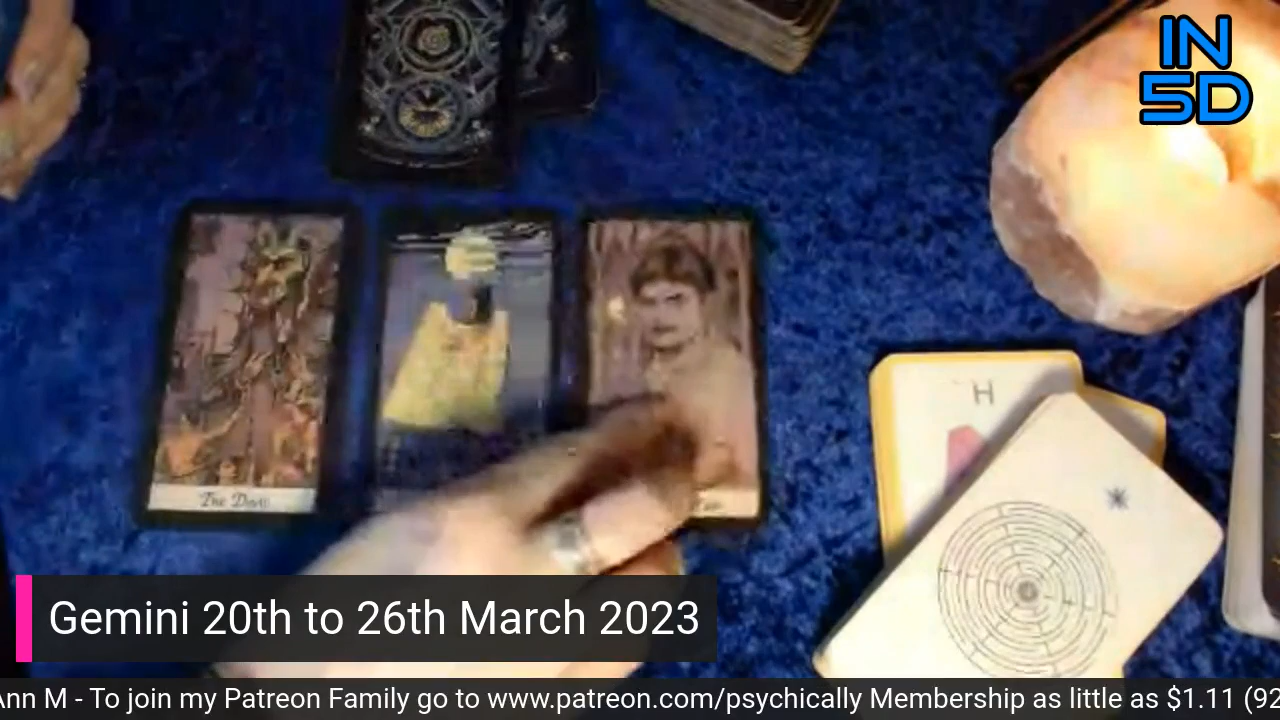 IN
5D
The Devil
H
Gemini 20th to 26th March 2023
Ann M - To join my Patreon Family go to www.patreon.com/psychically Membership as little as $1.11 (92